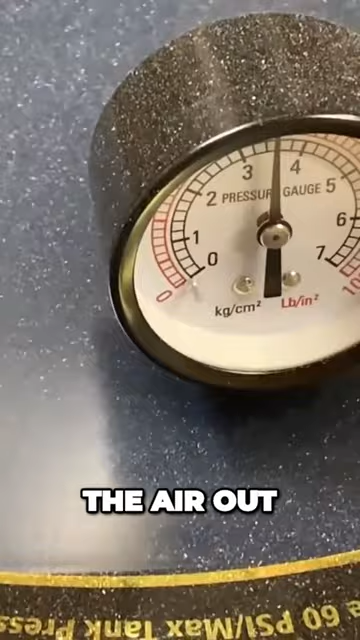 3 4
2 PRESSURE GAUGE 5
1 6
0 7
0 10
kg/cm² Lb/in²
THE AIR OUT
60 PSI/Max Tank Press